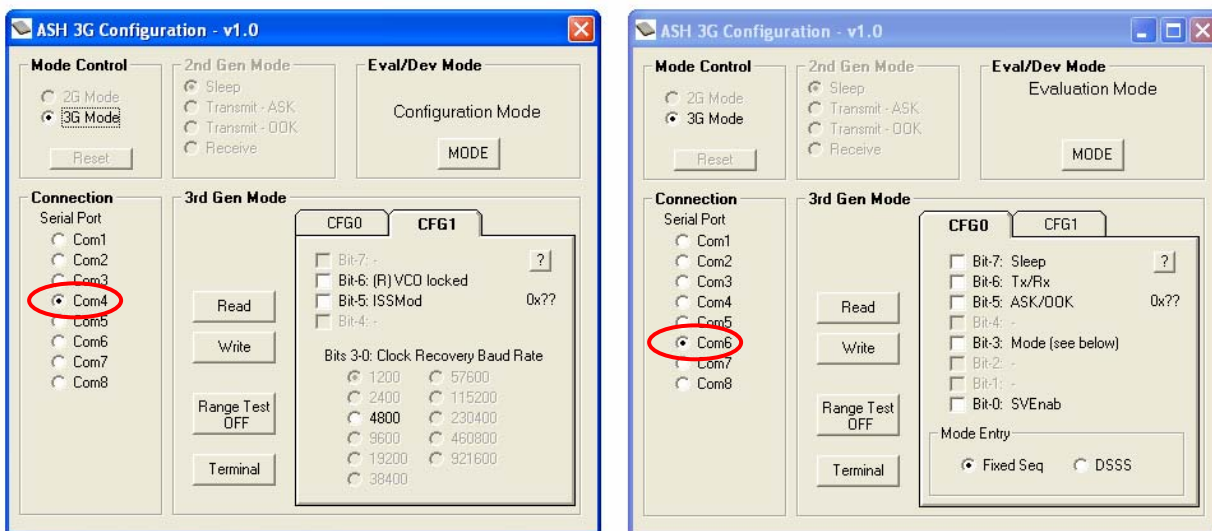 ASH 3G Configuration - v1.0
Mode Control
2G Mode
3G Mode
Reset
2nd Gen Mode
Sleep
Transmit - ASK
Transmit - OOK
Receive
Eval/Dev Mode
Configuration Mode
MODE
Connection
Serial Port
Com1
Com2
Com3
Com4
Com5
Com6
Com7
Com8
3rd Gen Mode
Read
Write
Range Test
OFF
Terminal
CFG0 CFG1
Bit-7: -
?
Bit-6: (R) VCO locked
Bit-5: ISSMod 0x??
Bit-4: -
Bits 3-0: Clock Recovery Baud Rate
1200 57600
2400 115200
4800 230400
9600 460800
19200 921600
38400
ASH 3G Configuration - v1.0
Mode Control
2G Mode
3G Mode
Reset
2nd Gen Mode
Sleep
Transmit - ASK
Transmit - OOK
Receive
Eval/Dev Mode
Evaluation Mode
MODE
Connection
Serial Port
Com1
Com2
Com3
Com4
Com5
Com6
Com7
Com8
3rd Gen Mode
Read
Write
Range Test
OFF
Terminal
CFG0 CFG1
Bit-7: Sleep ?
Bit-6: Tx/Rx
Bit-5: ASK/OOK 0x??
Bit-4: -
Bit-3: Mode (see below)
Bit-2: -
Bit-1: -
Bit-0: SVEnab
Mode Entry
Fixed Seq DSSS